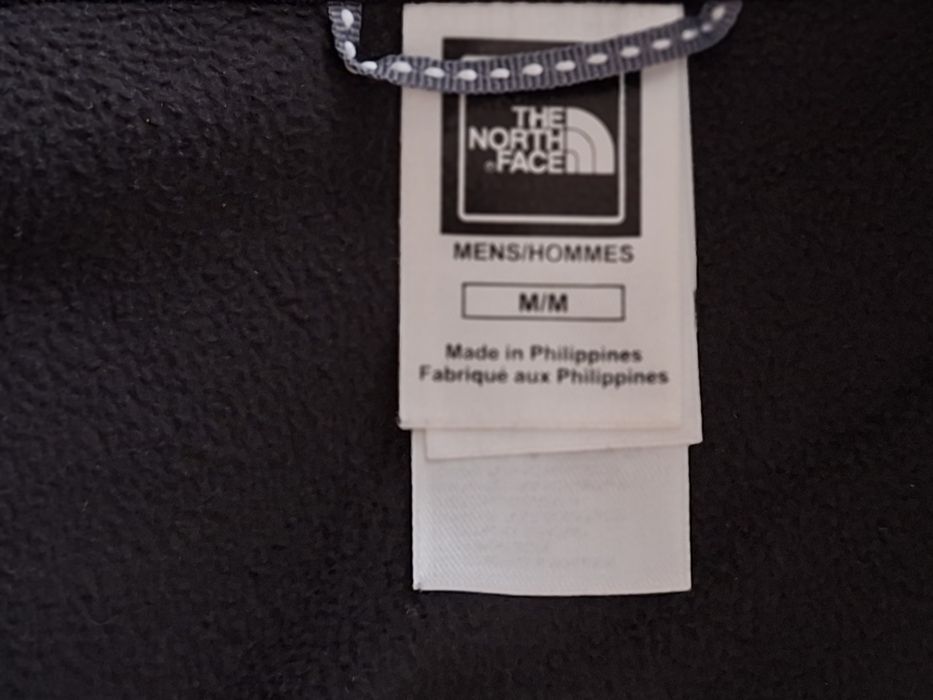 THE
NORTH
FACE
MENS/HOMMES
M/M
Made in Philippines
Fabriqué aux Philippines